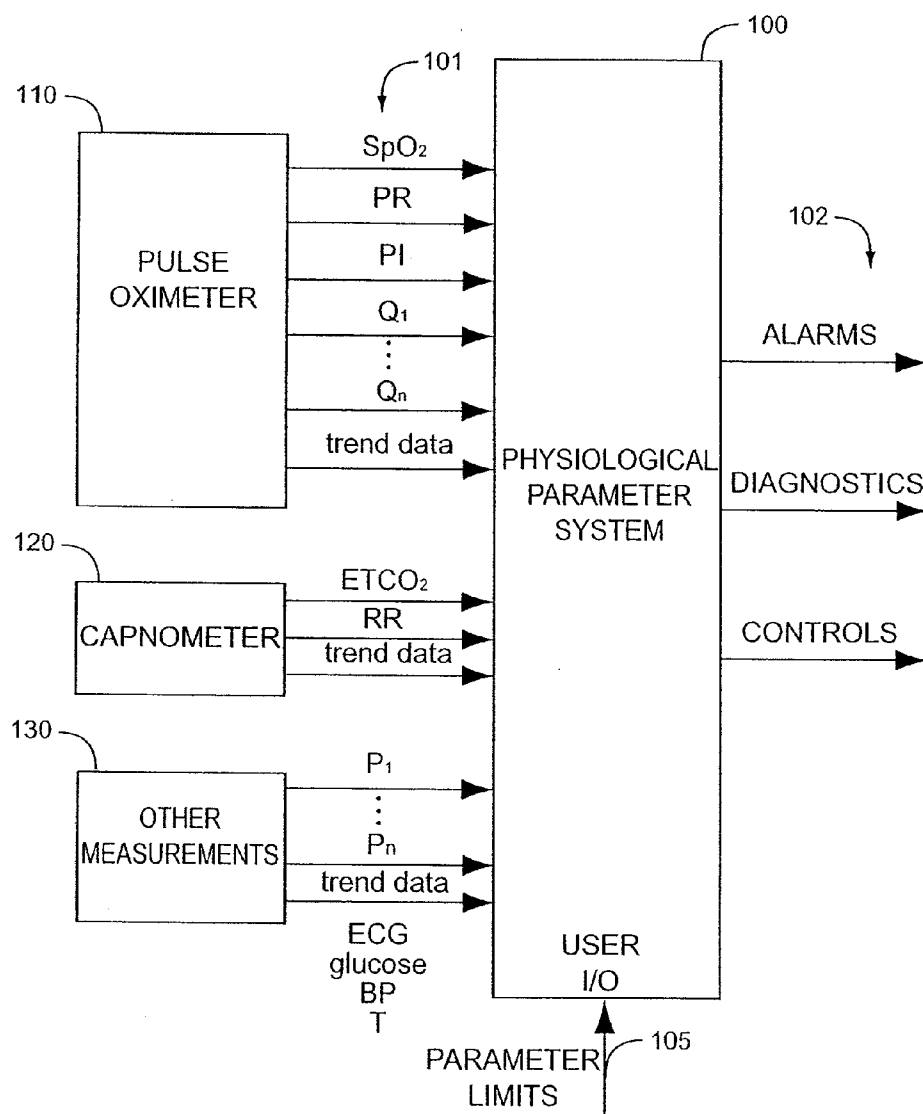 100
101
110
SpO₂
PR
102
PI
PULSE
OXIMETER
Q₁
ALARMS
Qₙ
trend data
PHYSIOLOGICAL
PARAMETER
SYSTEM
DIAGNOSTICS
120
ETCO₂
RR
CAPNOMETER
trend data
CONTROLS
130
P₁
OTHER
MEASUREMENTS
Pₙ
trend data
ECG
glucose
BP
T
USER
I/O
105
PARAMETER
LIMITS